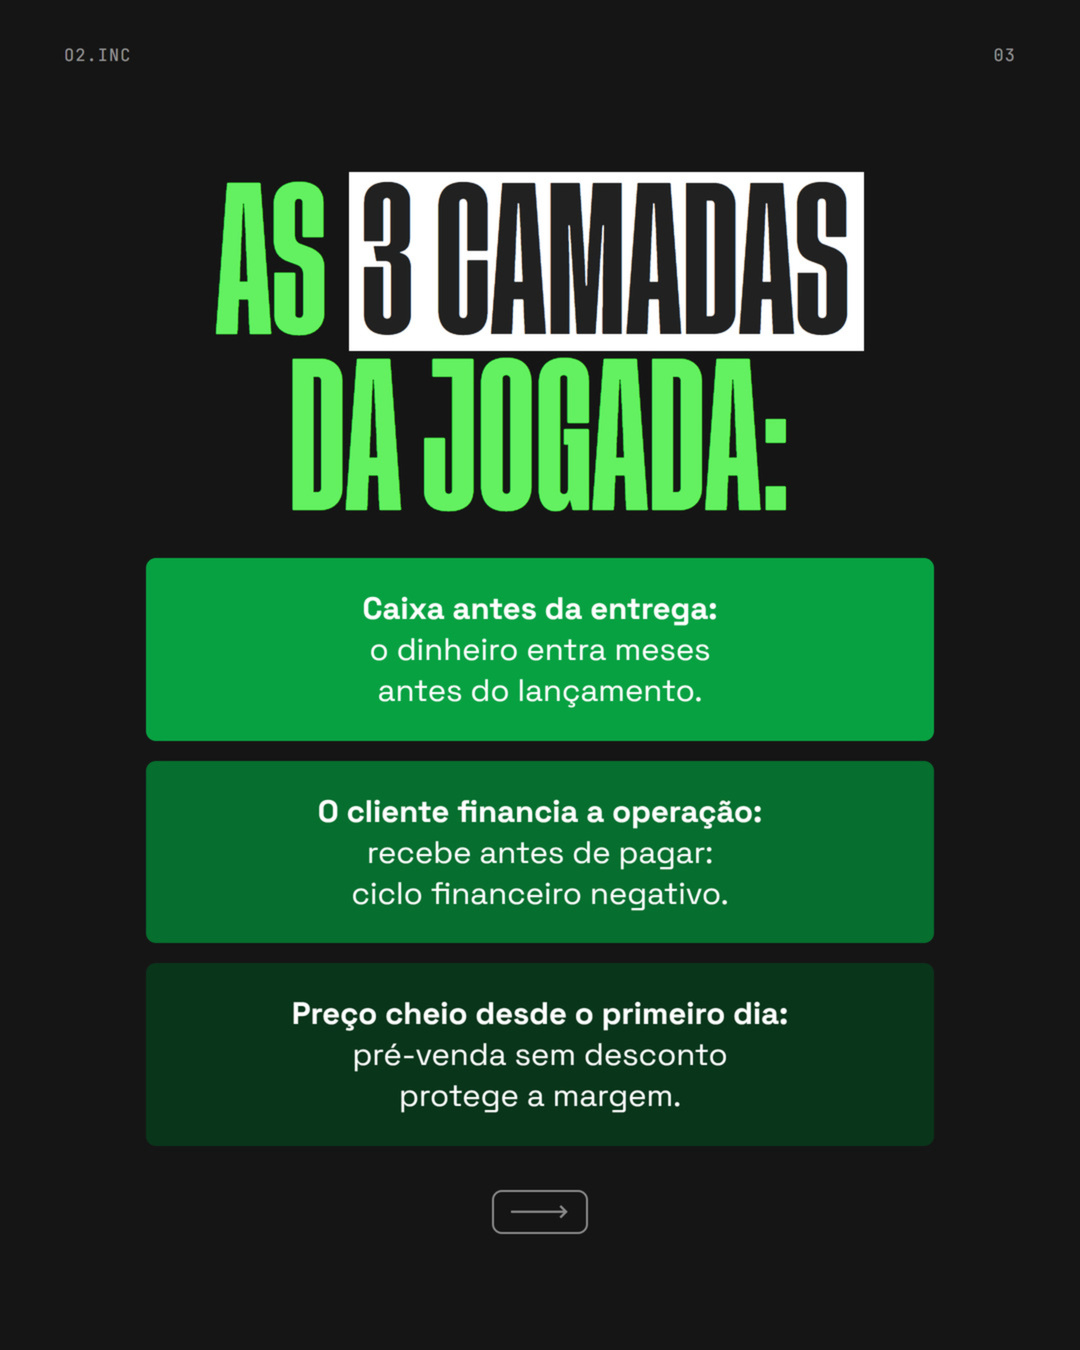 O2.INC
03
AS 3 CAMADAS
DA JOGADA:
Caixa antes da entrega:
o dinheiro entra meses
antes do lançamento.
O cliente financia a operação:
recebe antes de pagar:
ciclo financeiro negativo.
Preço cheio desde o primeiro dia:
pré-venda sem desconto
protege a margem.